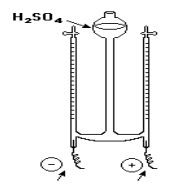 H₂SO₄
− +